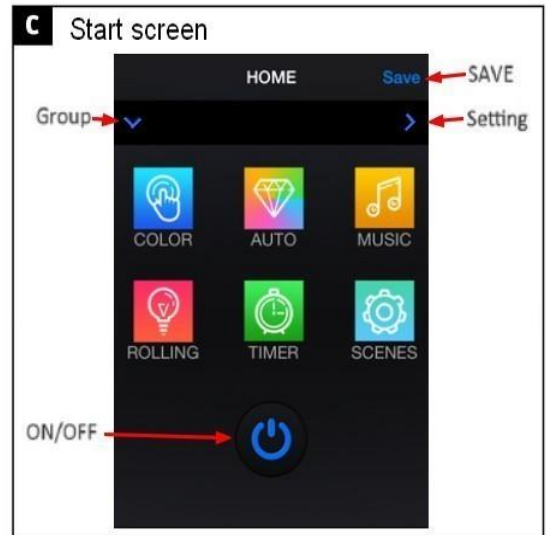 C Start screen
HOME Save SAVE
Group Setting
COLOR AUTO MUSIC
ROLLING TIMER SCENES
ON/OFF